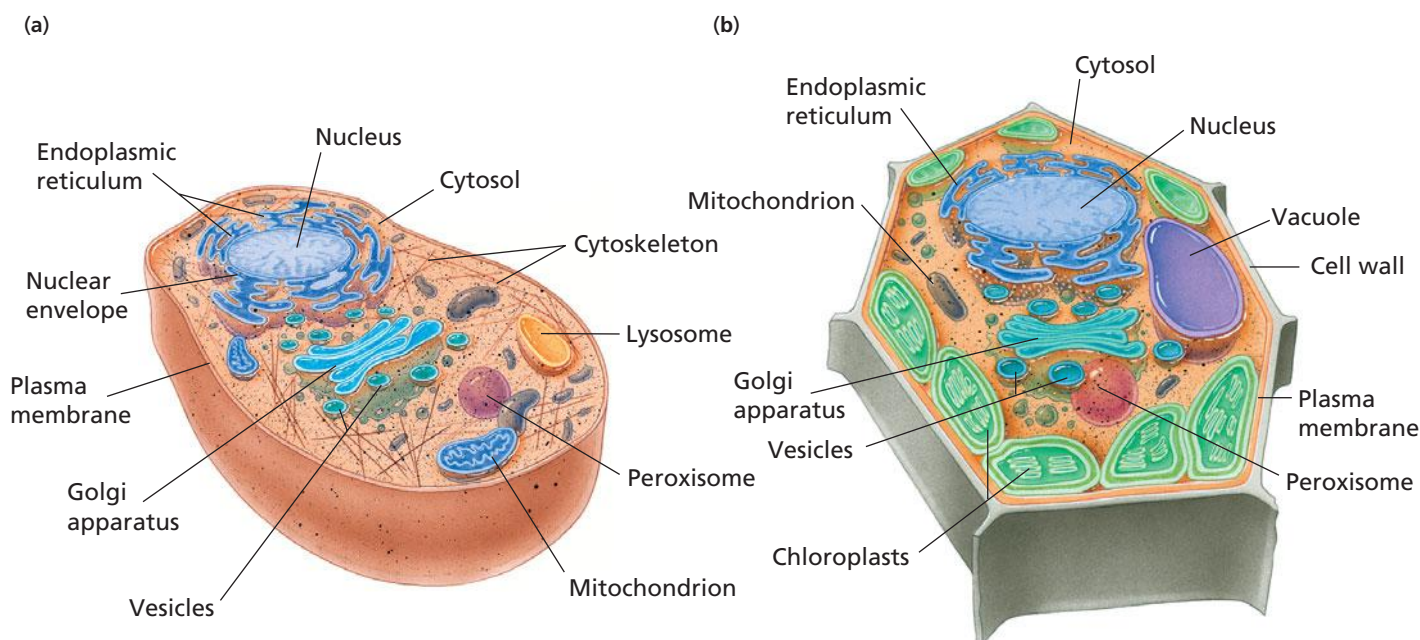 (a)
Nucleus
Endoplasmic
reticulum
Cytosol
Cytoskeleton
Nuclear
envelope
Lysosome
Plasma
membrane
Peroxisome
Golgi
apparatus
Mitochondrion
Vesicles
(b)
Cytosol
Endoplasmic
reticulum
Nucleus
Mitochondrion
Vacuole
Cell wall
Golgi
apparatus
Plasma
membrane
Vesicles
Peroxisome
Chloroplasts